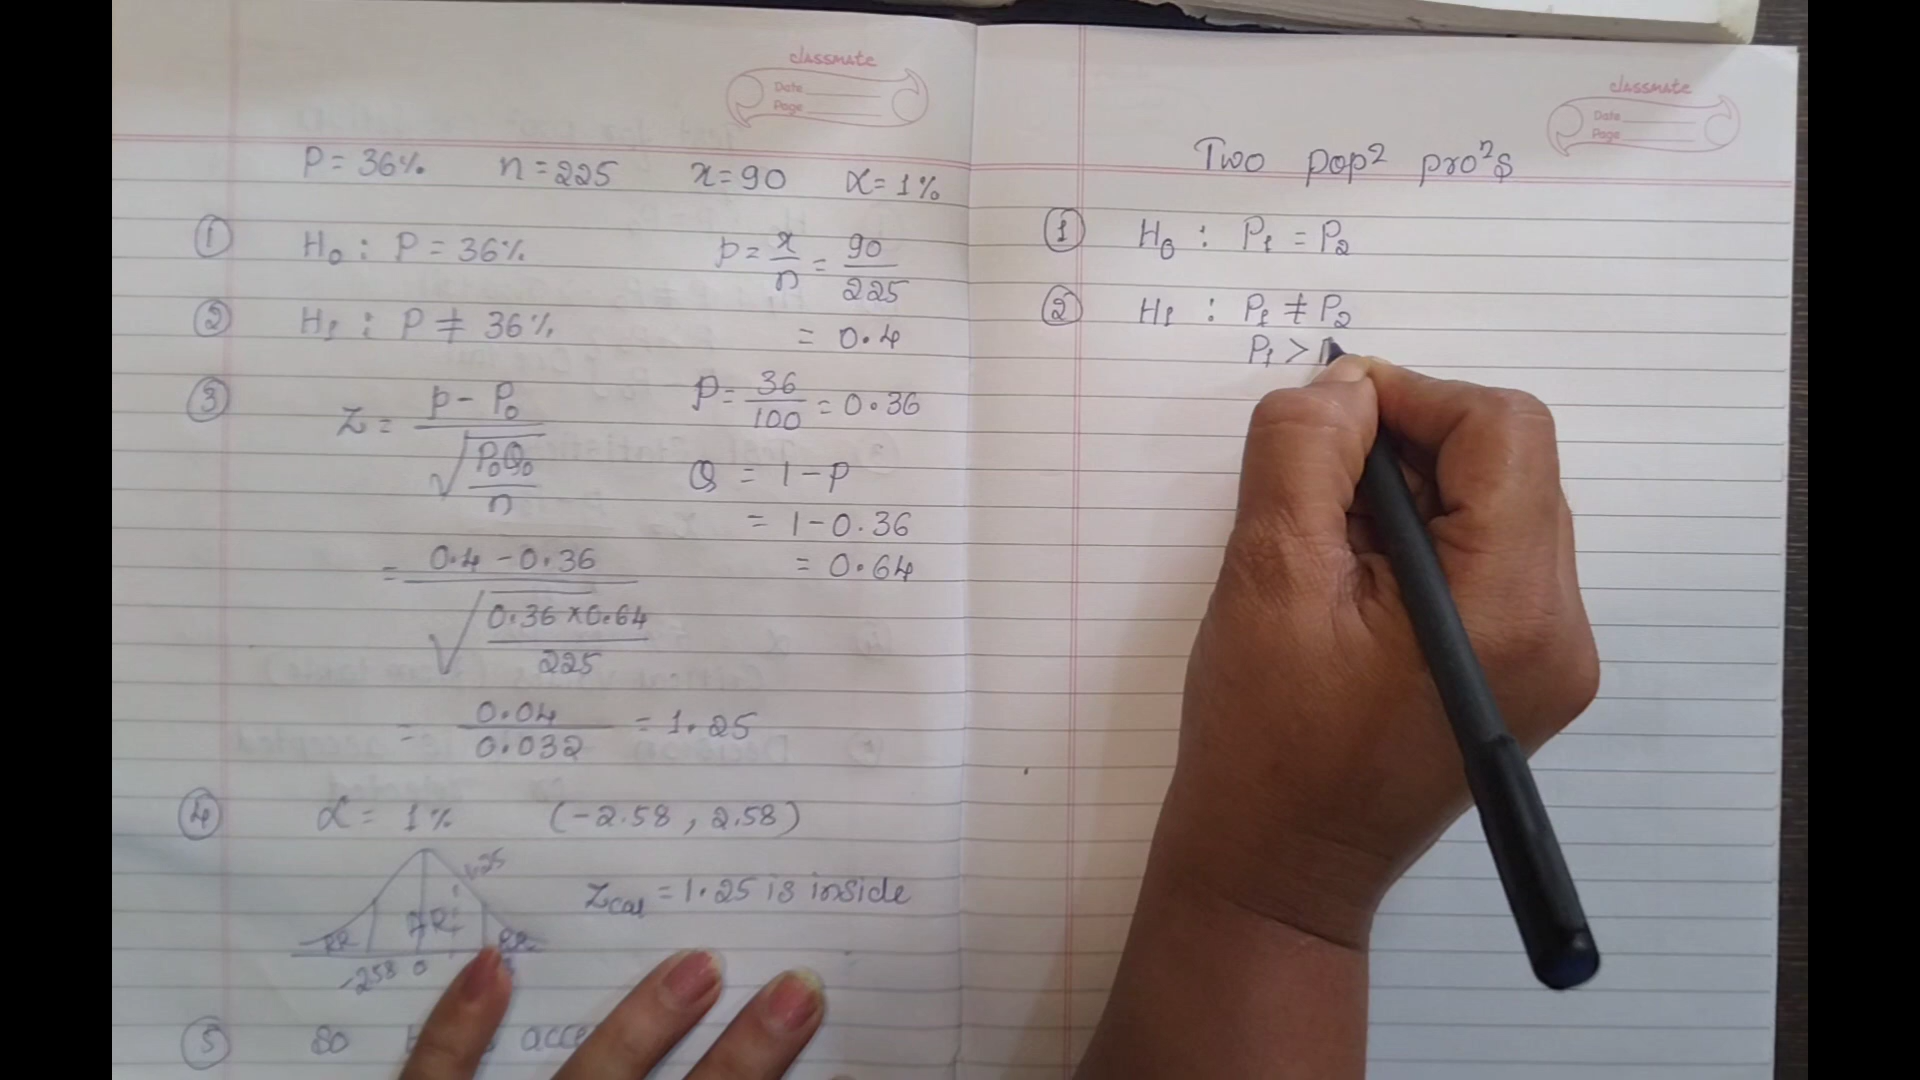 classmate
Date
Page
P = 36% n = 225 x = 90 α = 1%
① H₀ : P = 36% p = x/n = 90/225
② H₁ : P ≠ 36% = 0.4
③ Z = p - P₀ / √(P₀Q₀/n) P = 36/100 = 0.36
Q = 1 - P
= 1 - 0.36
= 0.4 - 0.36 / √(0.36 x 0.64 / 225) = 0.64
= 0.04 / 0.032 = 1.25
④ α = 1% (-2.58, 2.58)
1.25
Zcal = 1.25 is inside
RR AR RR
-258 0
⑤ so
classmate
Date
Page
Two pop² pro²s
① H₀ : P₁ = P₂
② H₁ : P₁ ≠ P₂
P₁ >